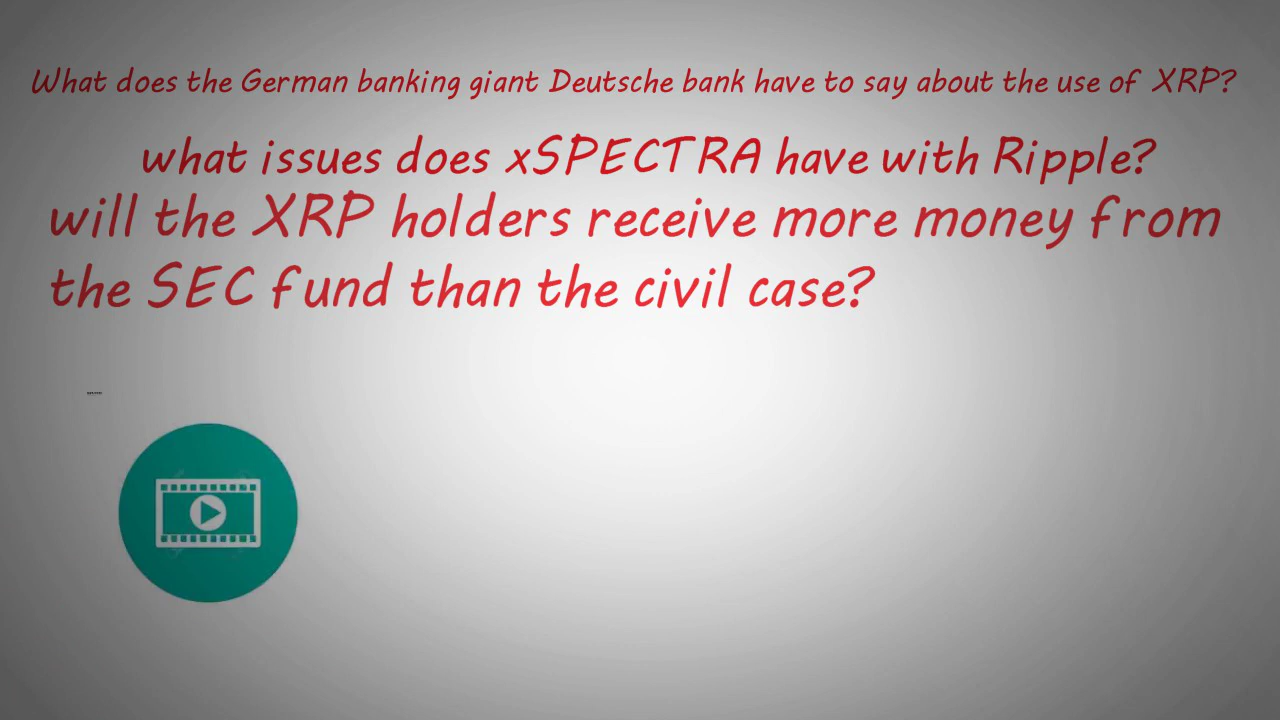 What does the German banking giant Deutsche bank have to say about the use of XRP?
what issues does xSPECTRA have with Ripple?
will the XRP holders receive more money from
the SEC fund than the civil case?